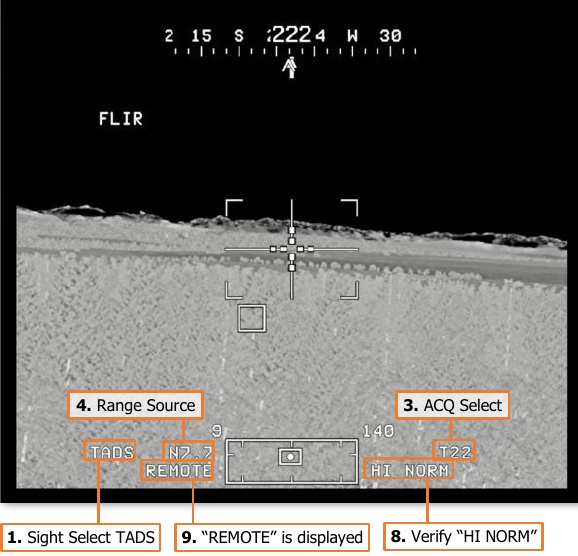 2 15 S :222 4 W 30
FLIR
4. Range Source
3. ACQ Select
9
140
TADS
N7.7
T22
REMOTE
HI NORM
1. Sight Select TADS
9. “REMOTE” is displayed
8. Verify “HI NORM”